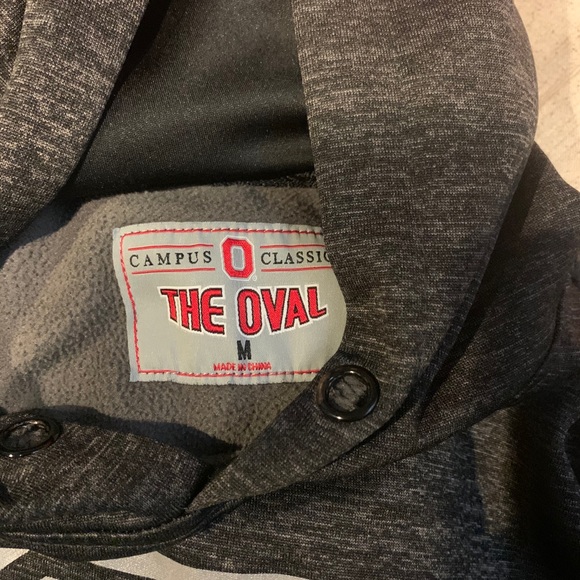 CAMPUS O CLASSIC
THE OVAL
M
MADE IN CHINA